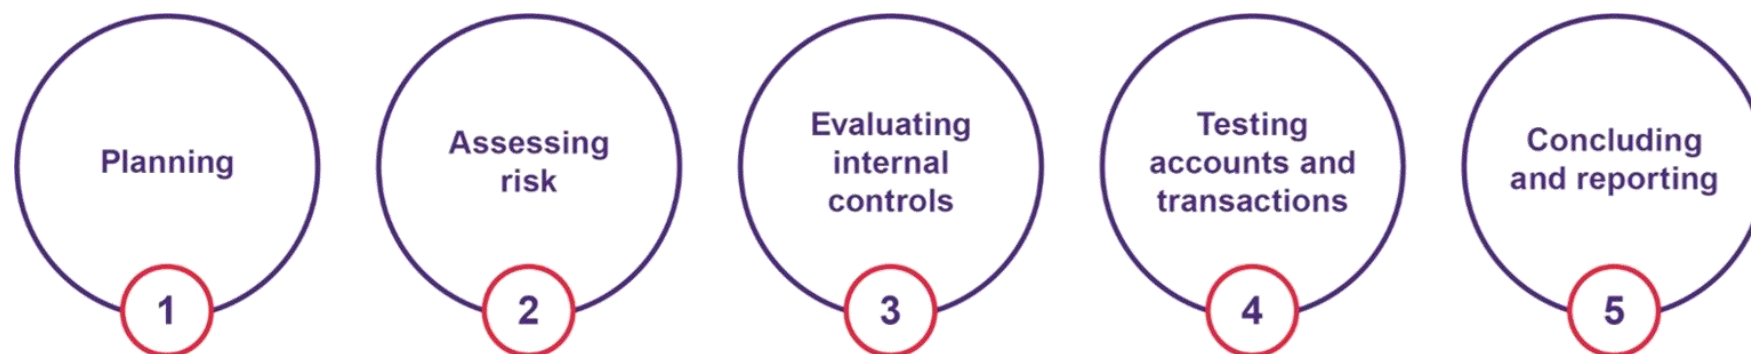 Planning
1
Assessing
risk
2
Evaluating
internal
controls
3
Testing
accounts and
transactions
4
Concluding
and reporting
5